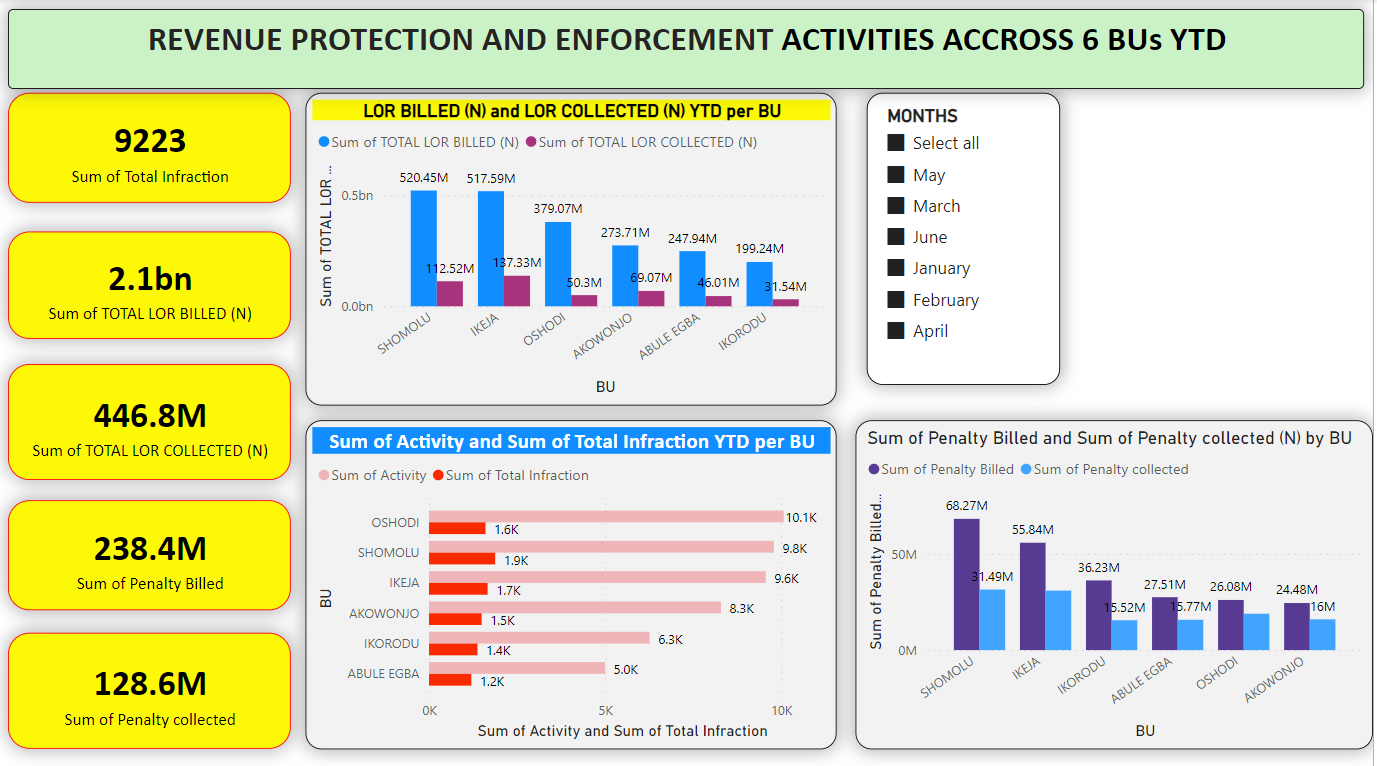 REVENUE PROTECTION AND ENFORCEMENT ACTIVITIES ACCROSS 6 BUs YTD
9223
Sum of Total Infraction
2.1bn
Sum of TOTAL LOR BILLED (N)
446.8M
Sum of TOTAL LOR COLLECTED (N)
238.4M
Sum of Penalty Billed
128.6M
Sum of Penalty collected
LOR BILLED (N) and LOR COLLECTED (N) YTD per BU
Sum of TOTAL LOR BILLED (N) Sum of TOTAL LOR COLLECTED (N)
Sum of TOTAL LOR ...
0.5bn
0.0bn
520.45M 517.59M 379.07M 273.71M 247.94M 199.24M
112.52M 137.33M 50.3M 69.07M 46.01M 31.54M
SHOMOLU IKEJA OSHODI AKOWONJO ABULE EGBA IKORODU
BU
MONTHS
Select all
May
March
June
January
February
April
Sum of Activity and Sum of Total Infraction YTD per BU
Sum of Activity Sum of Total Infraction
BU
OSHODI 10.1K
1.6K
SHOMOLU 9.8K
1.9K
IKEJA 9.6K
1.7K
AKOWONJO 8.3K
1.5K
IKORODU 6.3K
1.4K
ABULE EGBA 5.0K
1.2K
0K 5K 10K
Sum of Activity and Sum of Total Infraction
Sum of Penalty Billed and Sum of Penalty collected (N) by BU
Sum of Penalty Billed Sum of Penalty collected
Sum of Penalty Billed...
50M
0M
68.27M 55.84M 36.23M 27.51M 26.08M 24.48M
31.49M 15.52M 15.77M 16M
SHOMOLU IKEJA IKORODU ABULE EGBA OSHODI AKOWONJO
BU